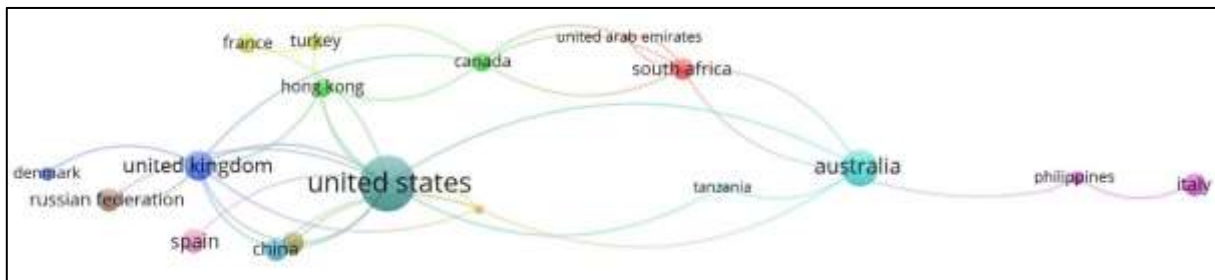 france
turkey
united arab emirates
canada
south africa
hong kong
united kingdom
australia
denmark
united states
philippines
italy
tanzania
russian federation
spain
china